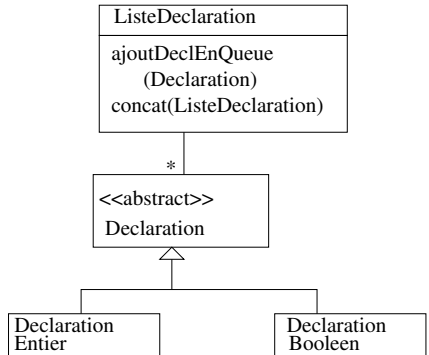 ListeDeclaration
ajoutDeclEnQueue
(Declaration)
concat(ListeDeclaration)
*
<<abstract>>
Declaration
Declaration
Entier
Declaration
Booleen